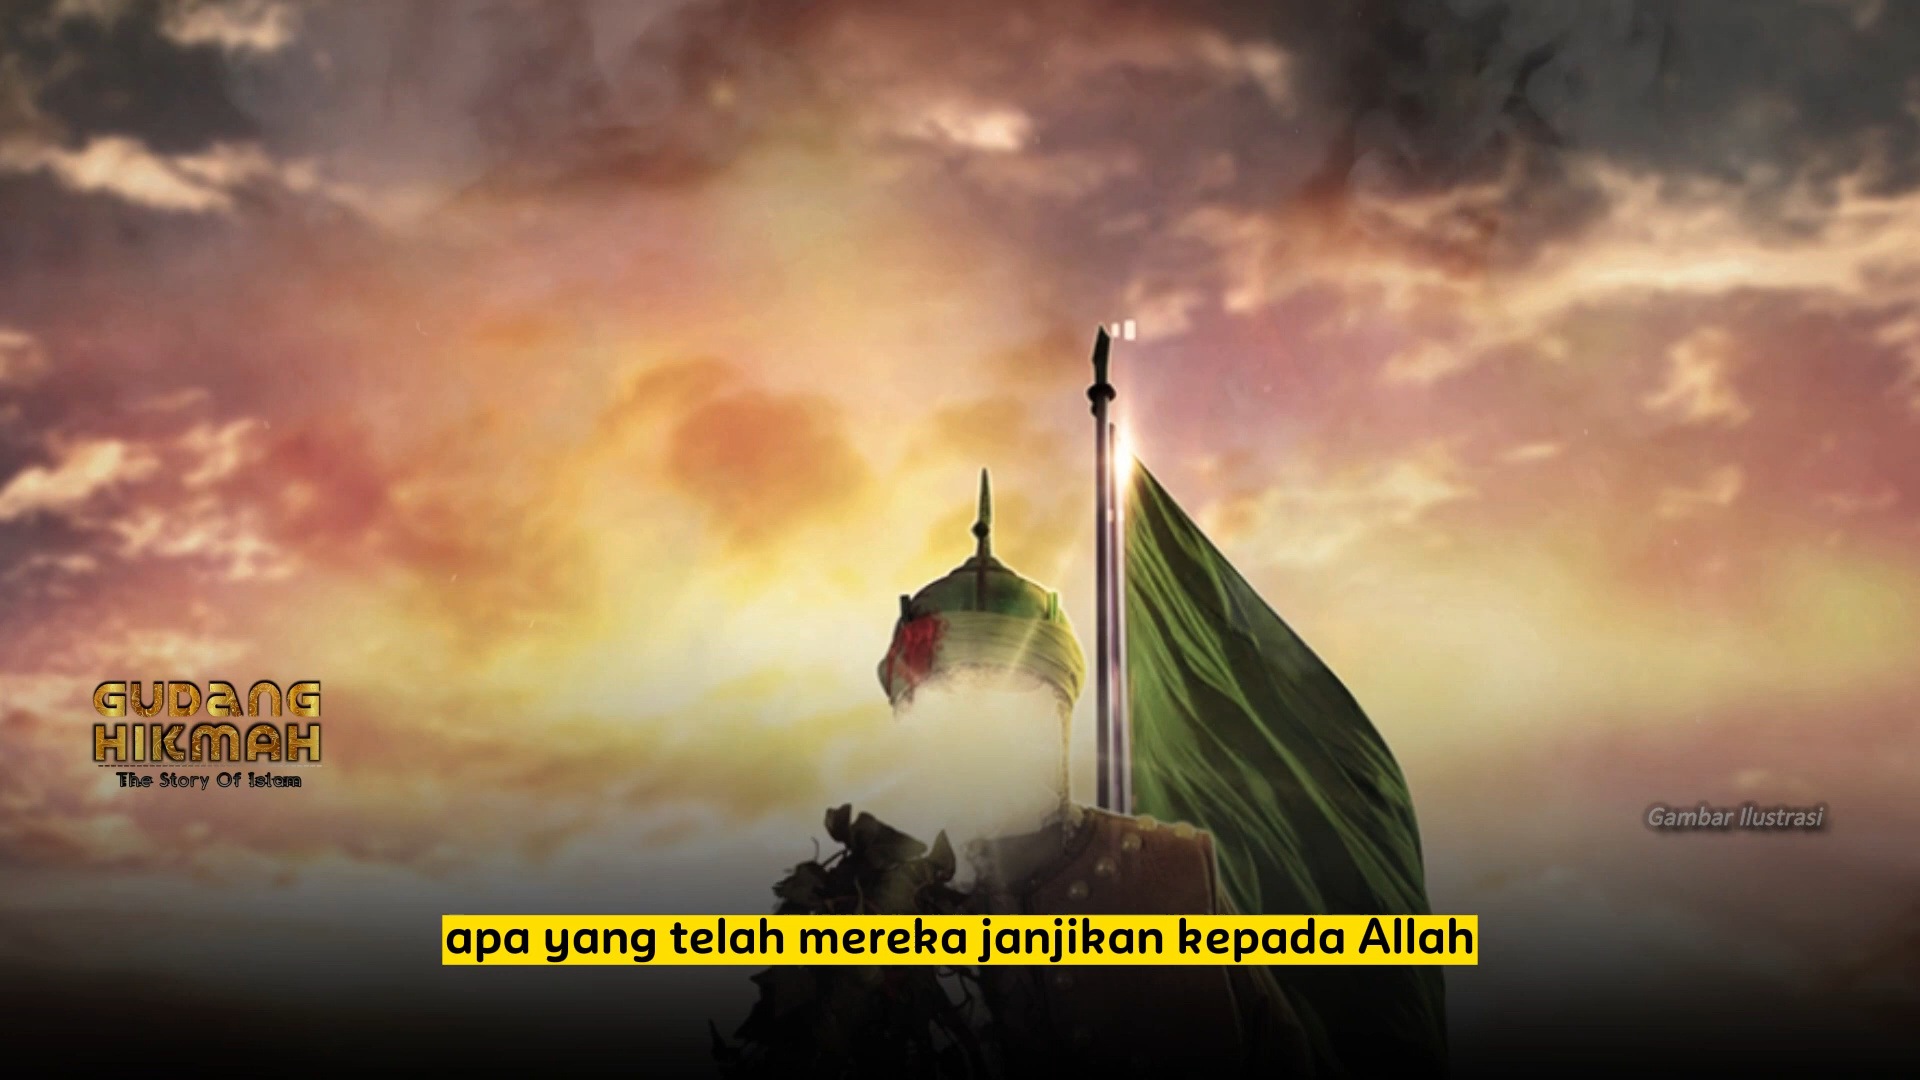 GUDANG
HIKMAH
The Story Of Islam
Gambar Ilustrasi
apa yang telah mereka janjikan kepada Allah